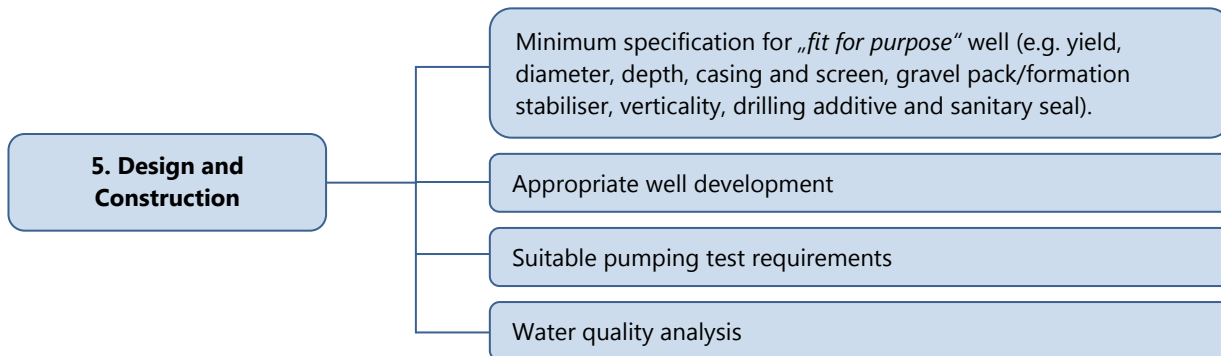 5. Design and
Construction
Minimum specification for „fit for purpose“ well (e.g. yield,
diameter, depth, casing and screen, gravel pack/formation
stabiliser, verticality, drilling additive and sanitary seal).
Appropriate well development
Suitable pumping test requirements
Water quality analysis